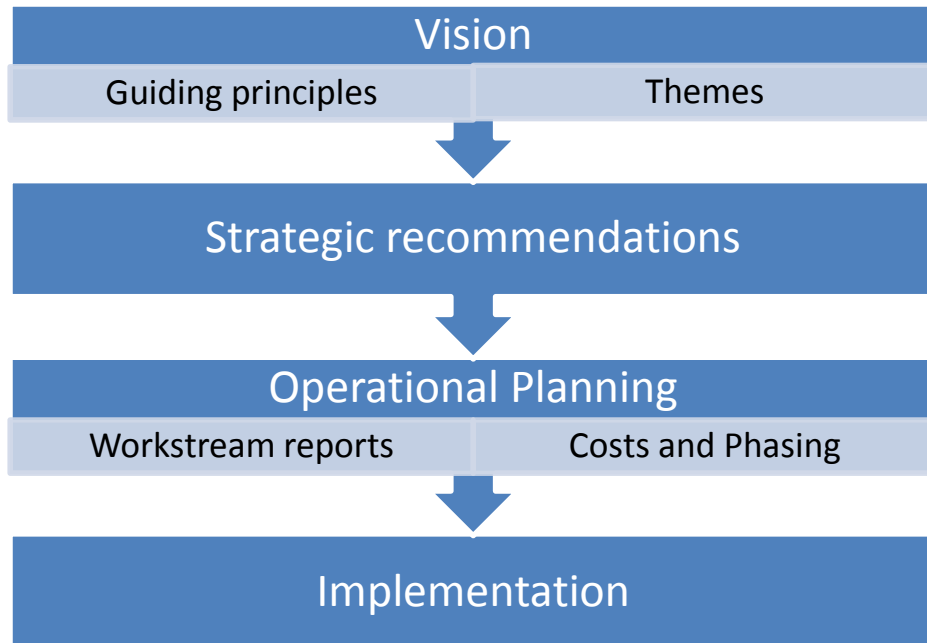 Vision
Guiding principles
Themes
Strategic recommendations
Operational Planning
Workstream reports
Costs and Phasing
Implementation